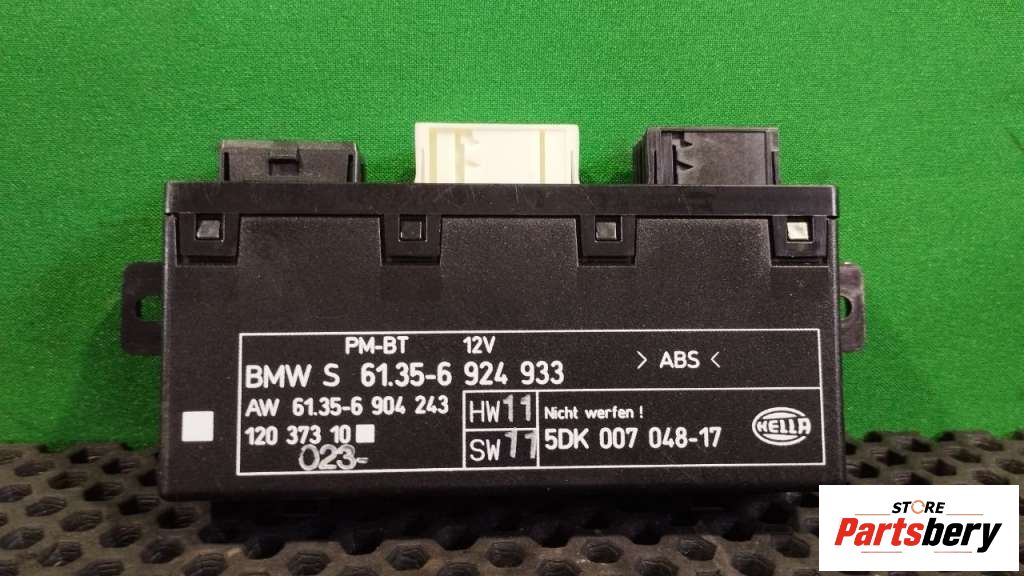 PM-BT 12V
BMW S 61.35-6 924 933 > ABS <
AW 61.35-6 904 243
HW 11
Nicht werfen !
120 373 10
SW 11
5DK 007 048-17
HELLA
023-
STORE
Partsbery